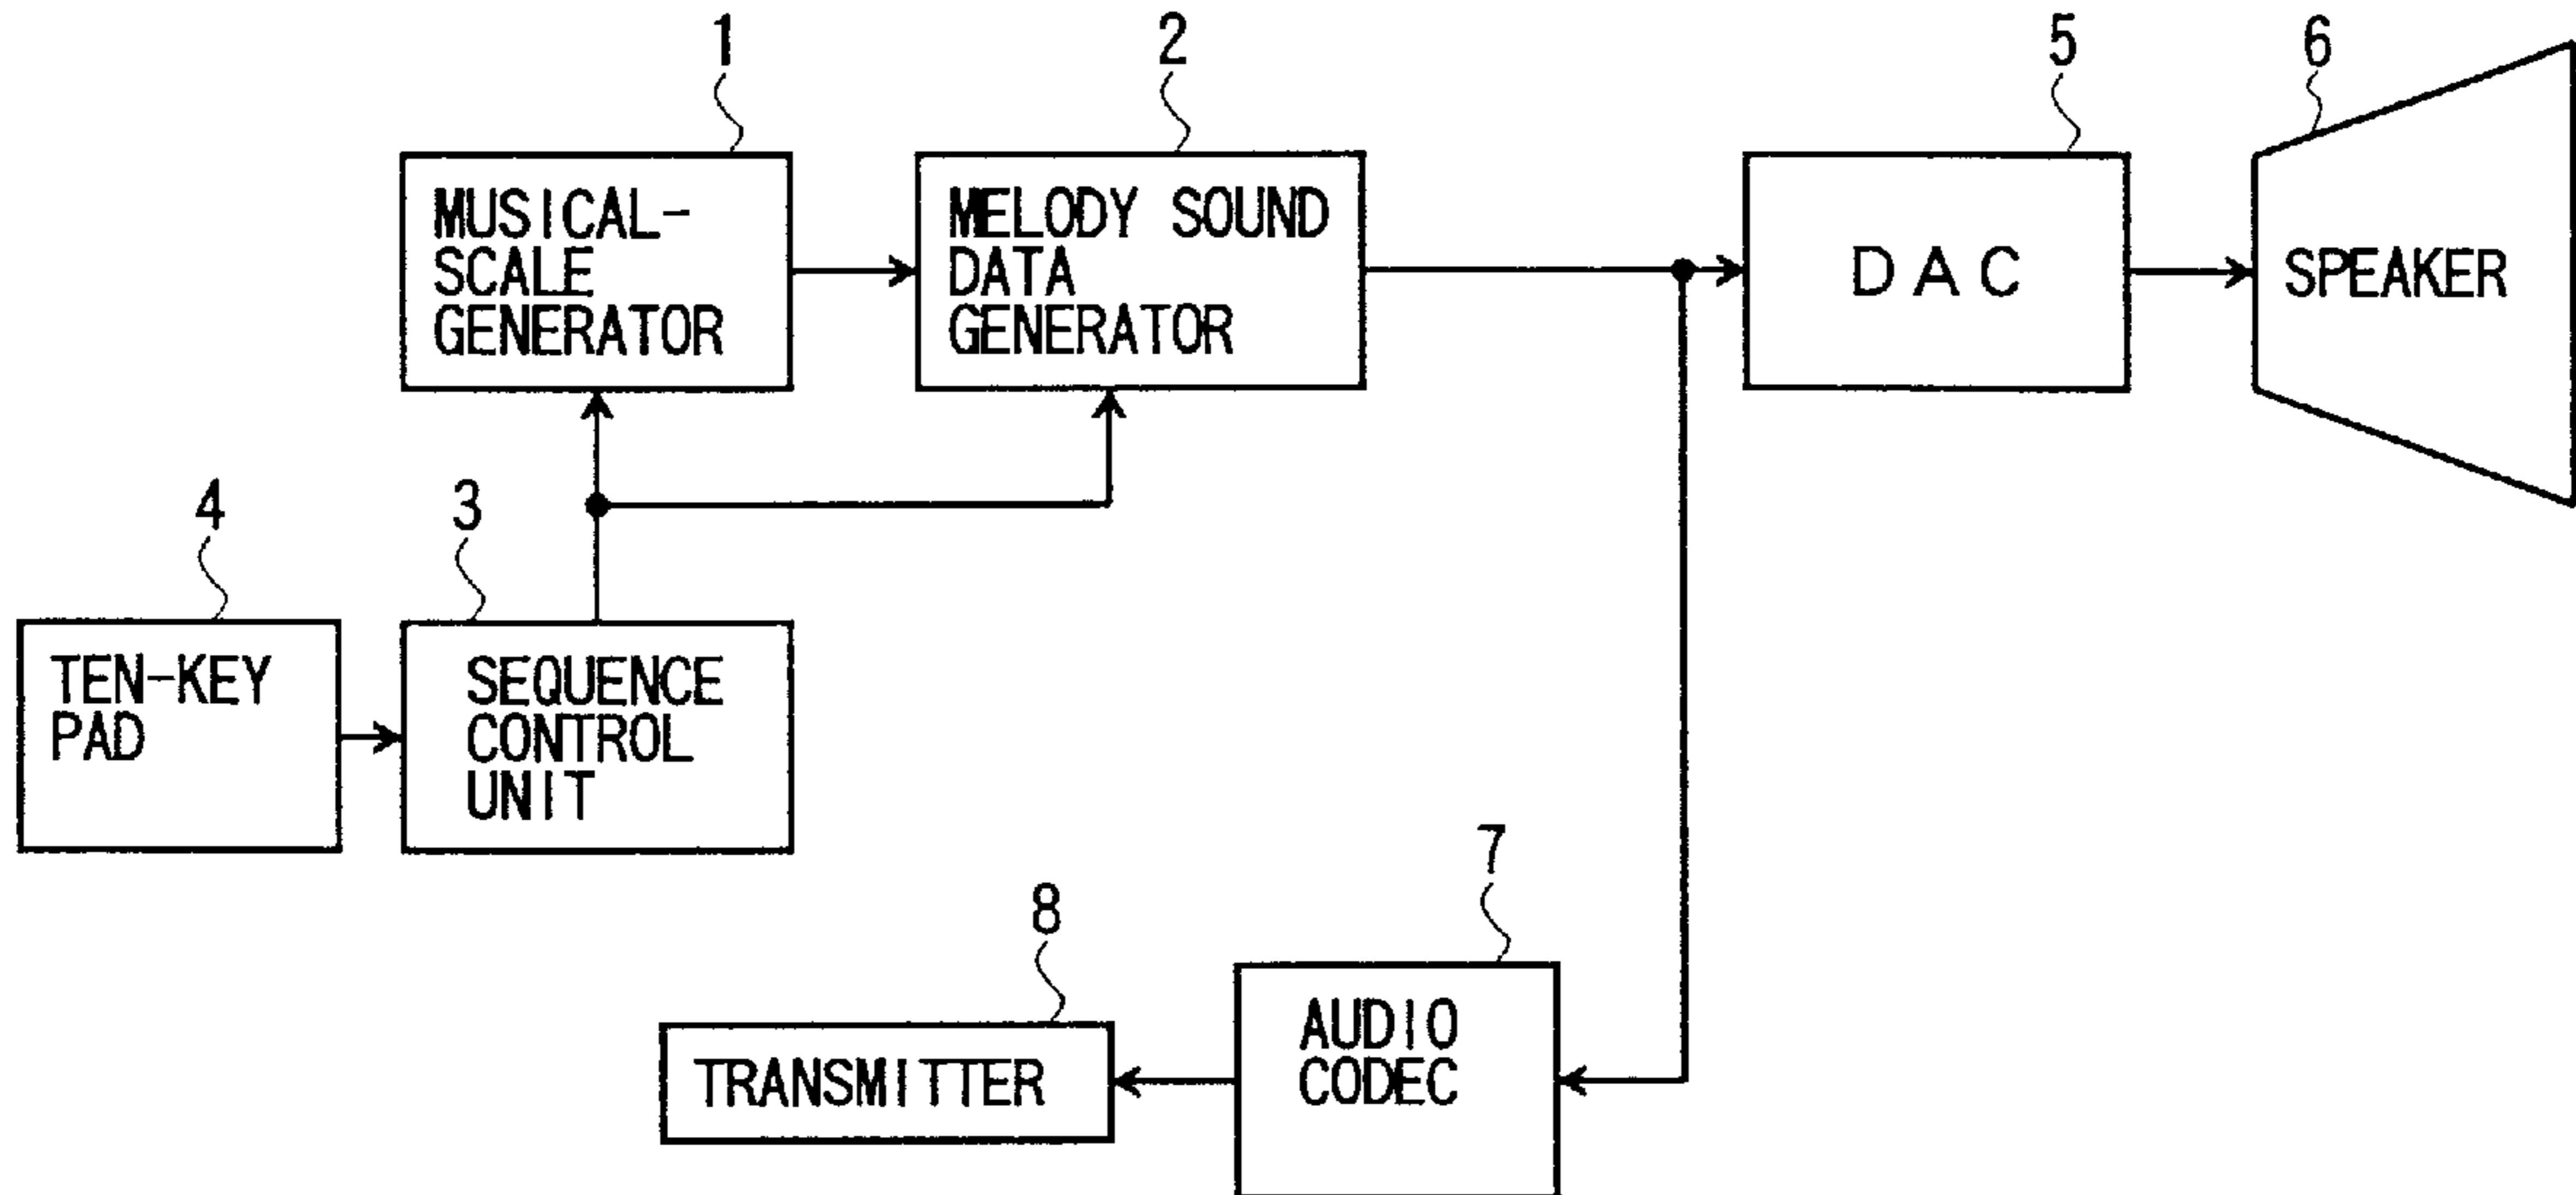 1
2
5
6
MUSICAL-
SCALE
GENERATOR
MELODY SOUND
DATA
GENERATOR
DAC
SPEAKER
4
3
TEN-KEY
PAD
SEQUENCE
CONTROL
UNIT
7
8
AUDIO
CODEC
TRANSMITTER